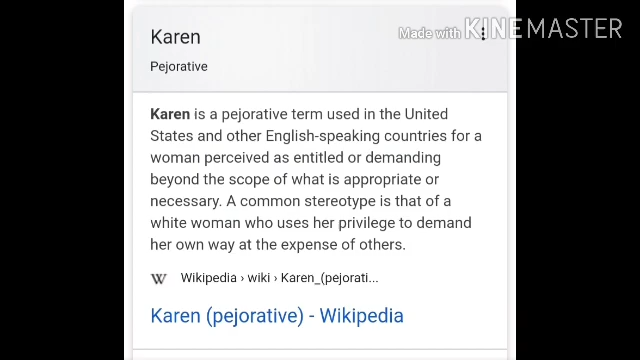 Karen
Made with KINEMASTER
Pejorative
Karen is a pejorative term used in the United
States and other English-speaking countries for a
woman perceived as entitled or demanding
beyond the scope of what is appropriate or
necessary. A common stereotype is that of a
white woman who uses her privilege to demand
her own way at the expense of others.
W Wikipedia › wiki › Karen_(pejorati...
Karen (pejorative) - Wikipedia